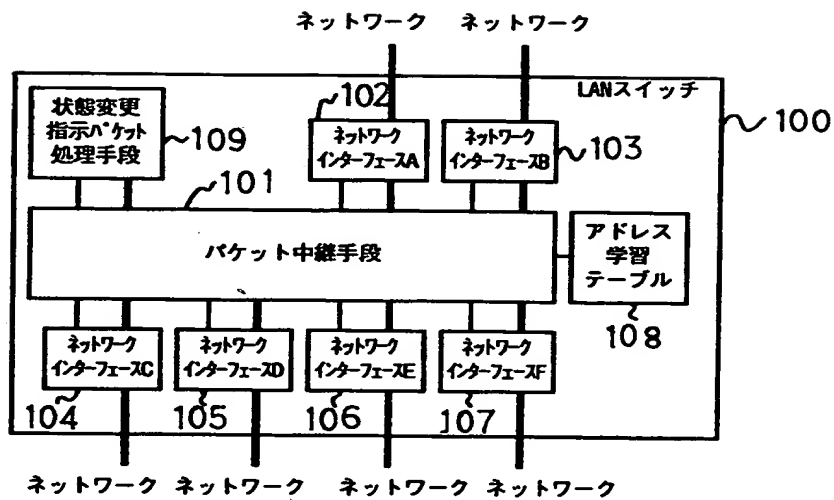 ネットワーク ネットワーク
LANスイッチ
100
状態変更
指示パケット
処理手段
109
102
ネットワーク
インターフェースA
ネットワーク
インターフェースB
103
101
パケット中継手段
アドレス
学習
テーブル
108
ネットワーク
インターフェースC
104
ネットワーク
インターフェースD
105
ネットワーク
インターフェースE
106
ネットワーク
インターフェースF
107
ネットワーク ネットワーク ネットワーク ネットワーク